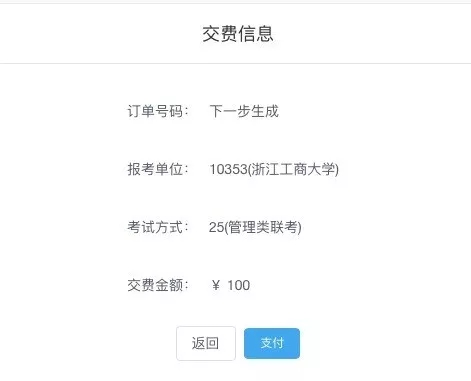 交费信息
订单号码： 下一步生成
报考单位： 10353(浙江工商大学)
考试方式： 25(管理类联考)
交费金额： ￥ 100
返回 支付